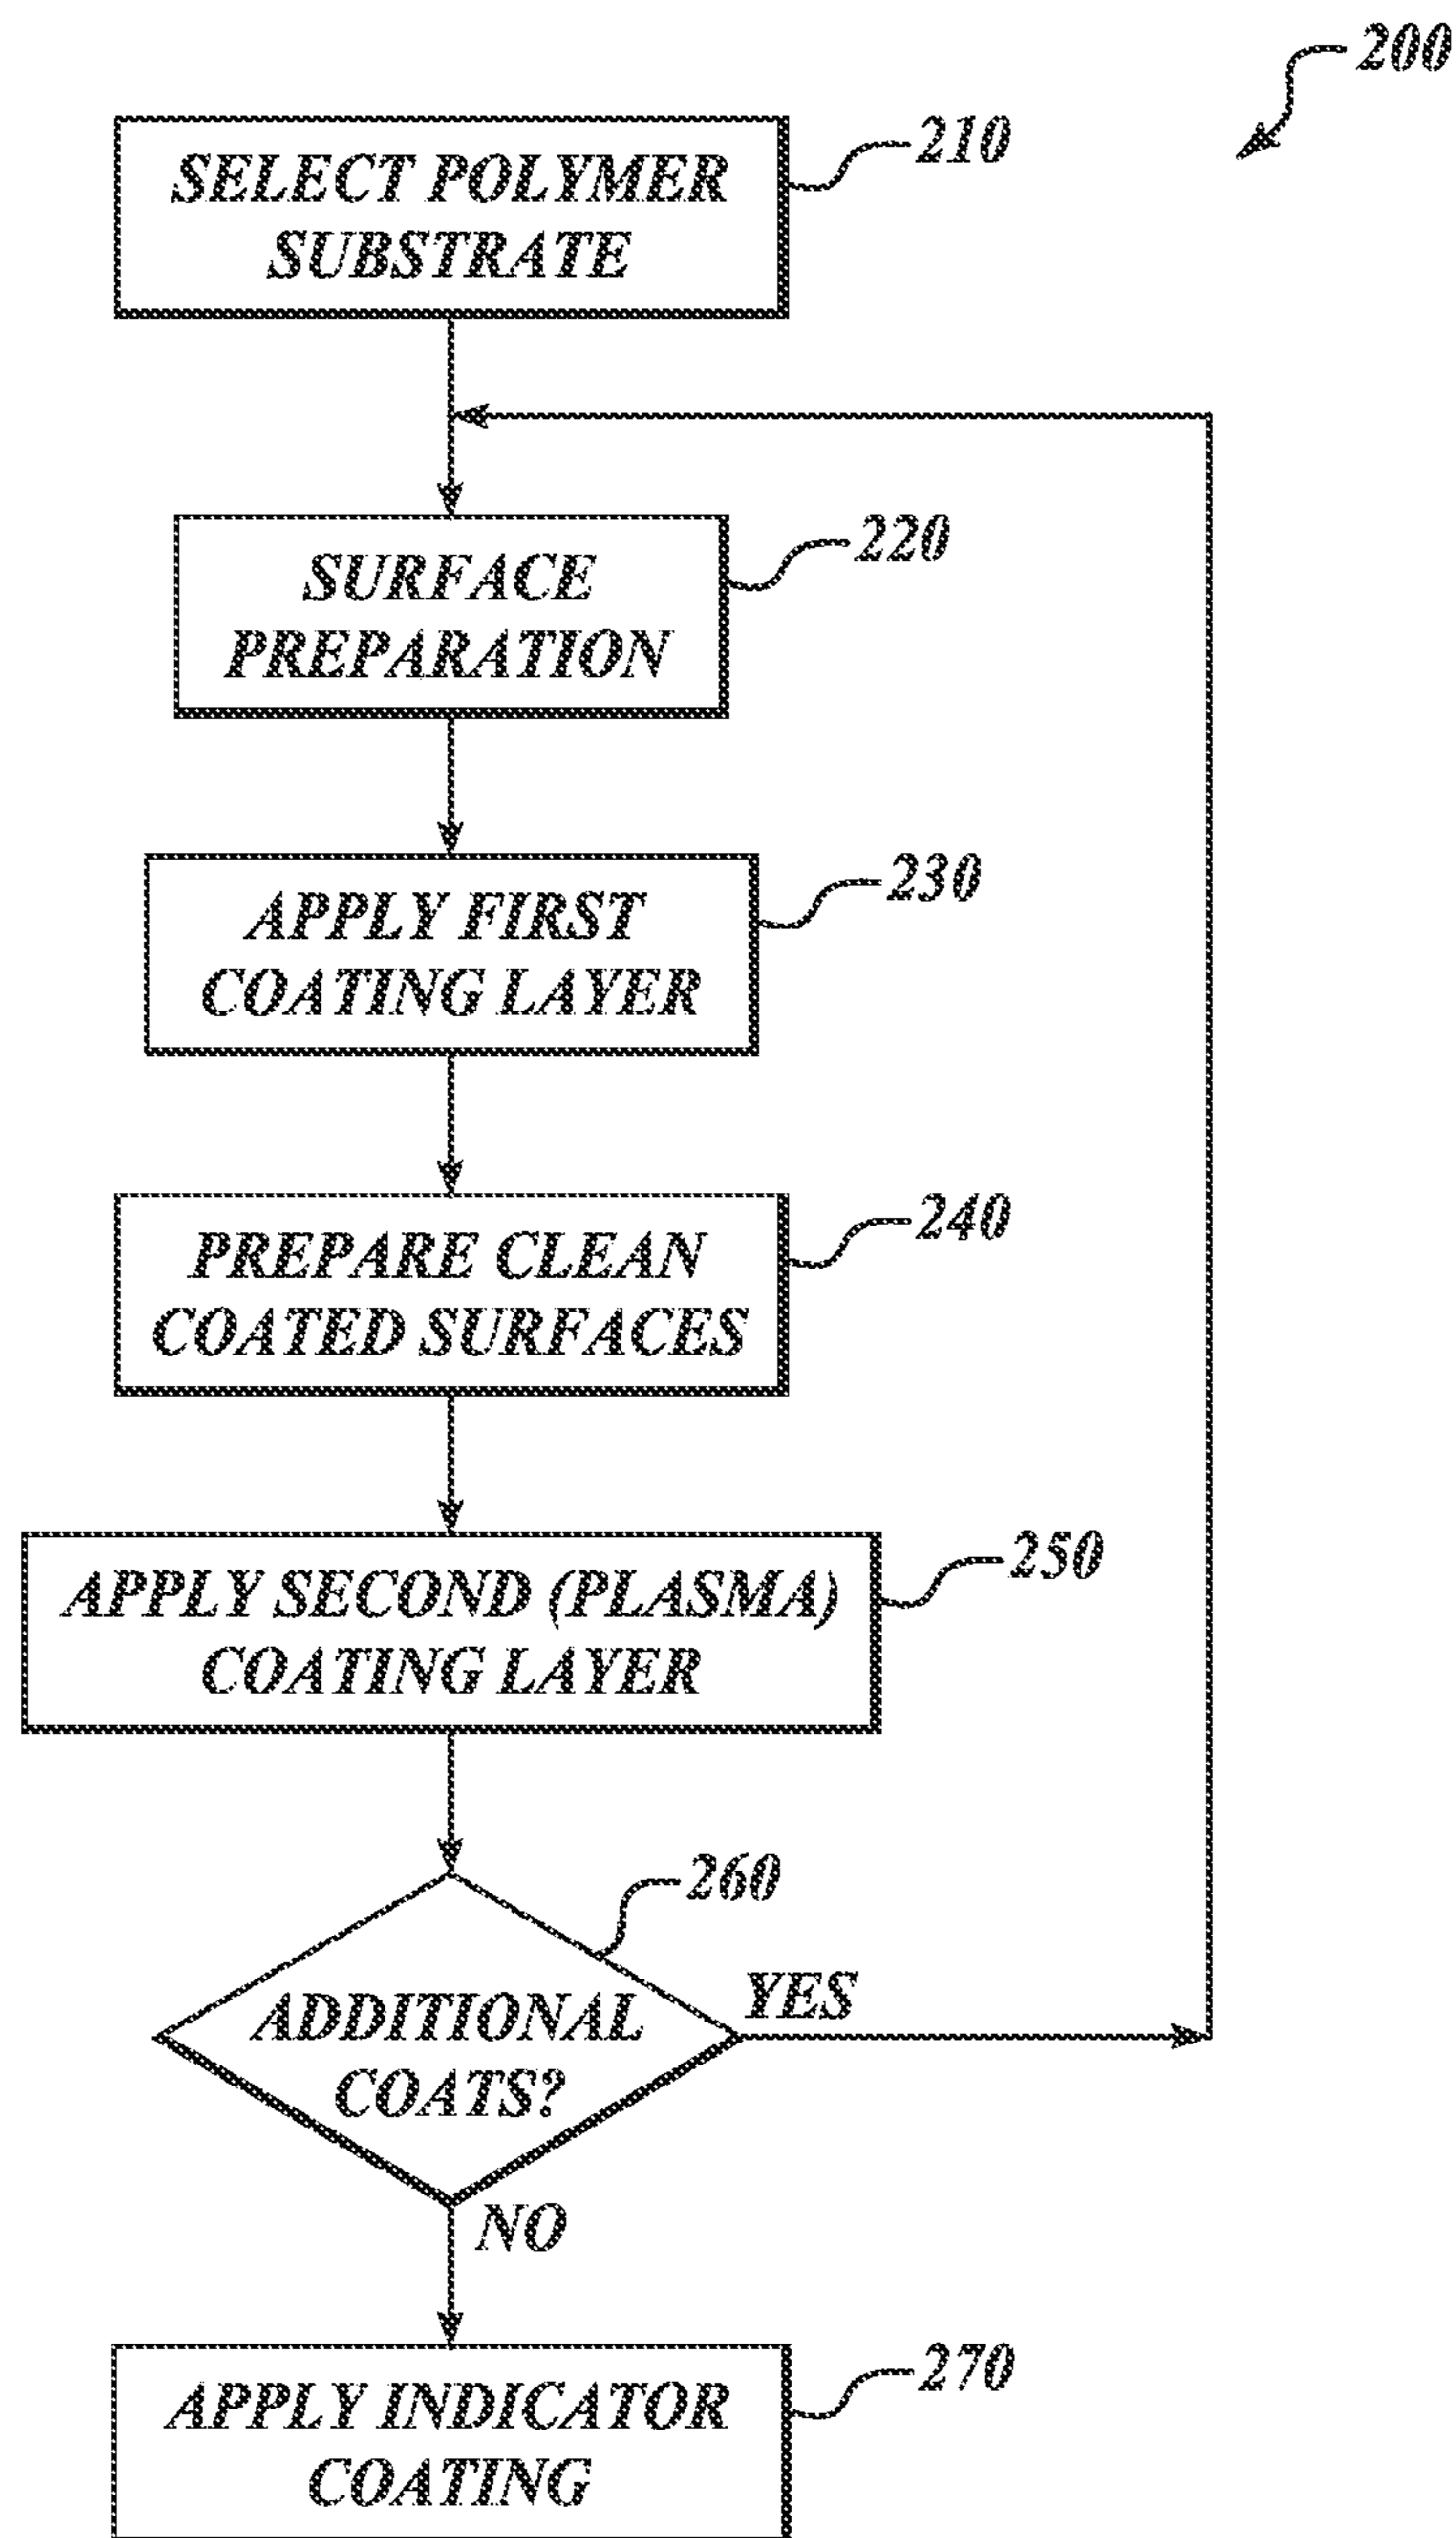 200
210
SELECT POLYMER
SUBSTRATE
220
SURFACE
PREPARATION
230
APPLY FIRST
COATING LAYER
240
PREPARE CLEAN
COATED SURFACES
250
APPLY SECOND (PLASMA)
COATING LAYER
260
ADDITIONAL
COATS?
YES
NO
270
APPLY INDICATOR
COATING